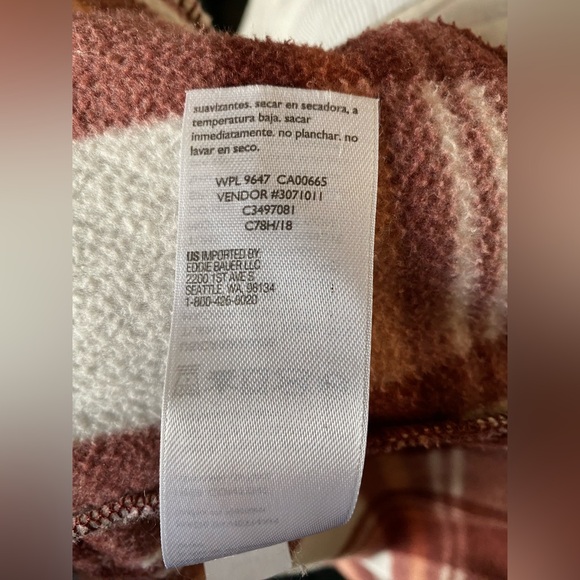 suavizantes. secar en secadora, a
temperatura baja. sacar
inmediatamente. no planchar. no
lavar en seco.
WPL 9647 CA00665
VENDOR #3071011
C3497081
C78H/18
US IMPORTED BY:
EDDIE BAUER LLC
2200 1ST AVE S
SEATTLE, WA, 98134
1-800-426-8020